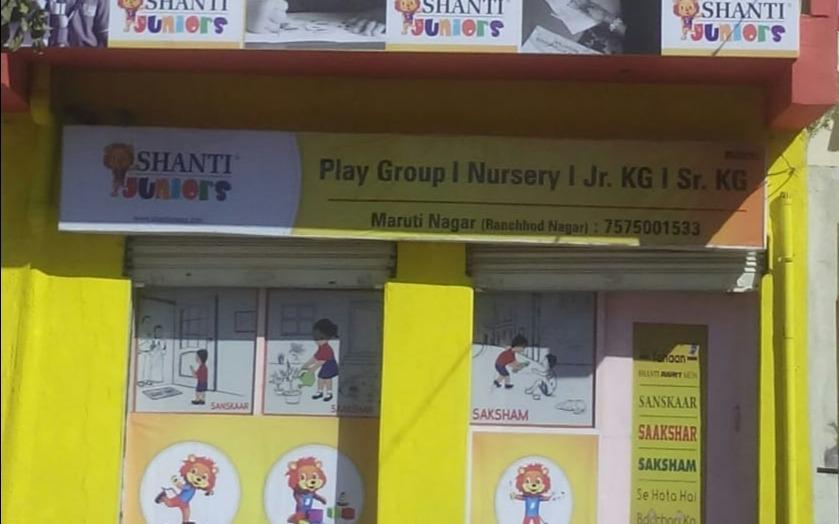 SHANTI
JUNIORS
SHANTI
JUNIORS
SHANTI
JUNIORS
SHANTI
JUNIORS
Play Group | Nursery | Jr. KG | Sr. KG
Maruti Nagar (Ranchhod Nagar) : 7575001533
SANSKAAR
SAAKSHAR
SAKSHAM
SANSKAAR
SAAKSHAR
SAKSHAM
Se Hota Hai